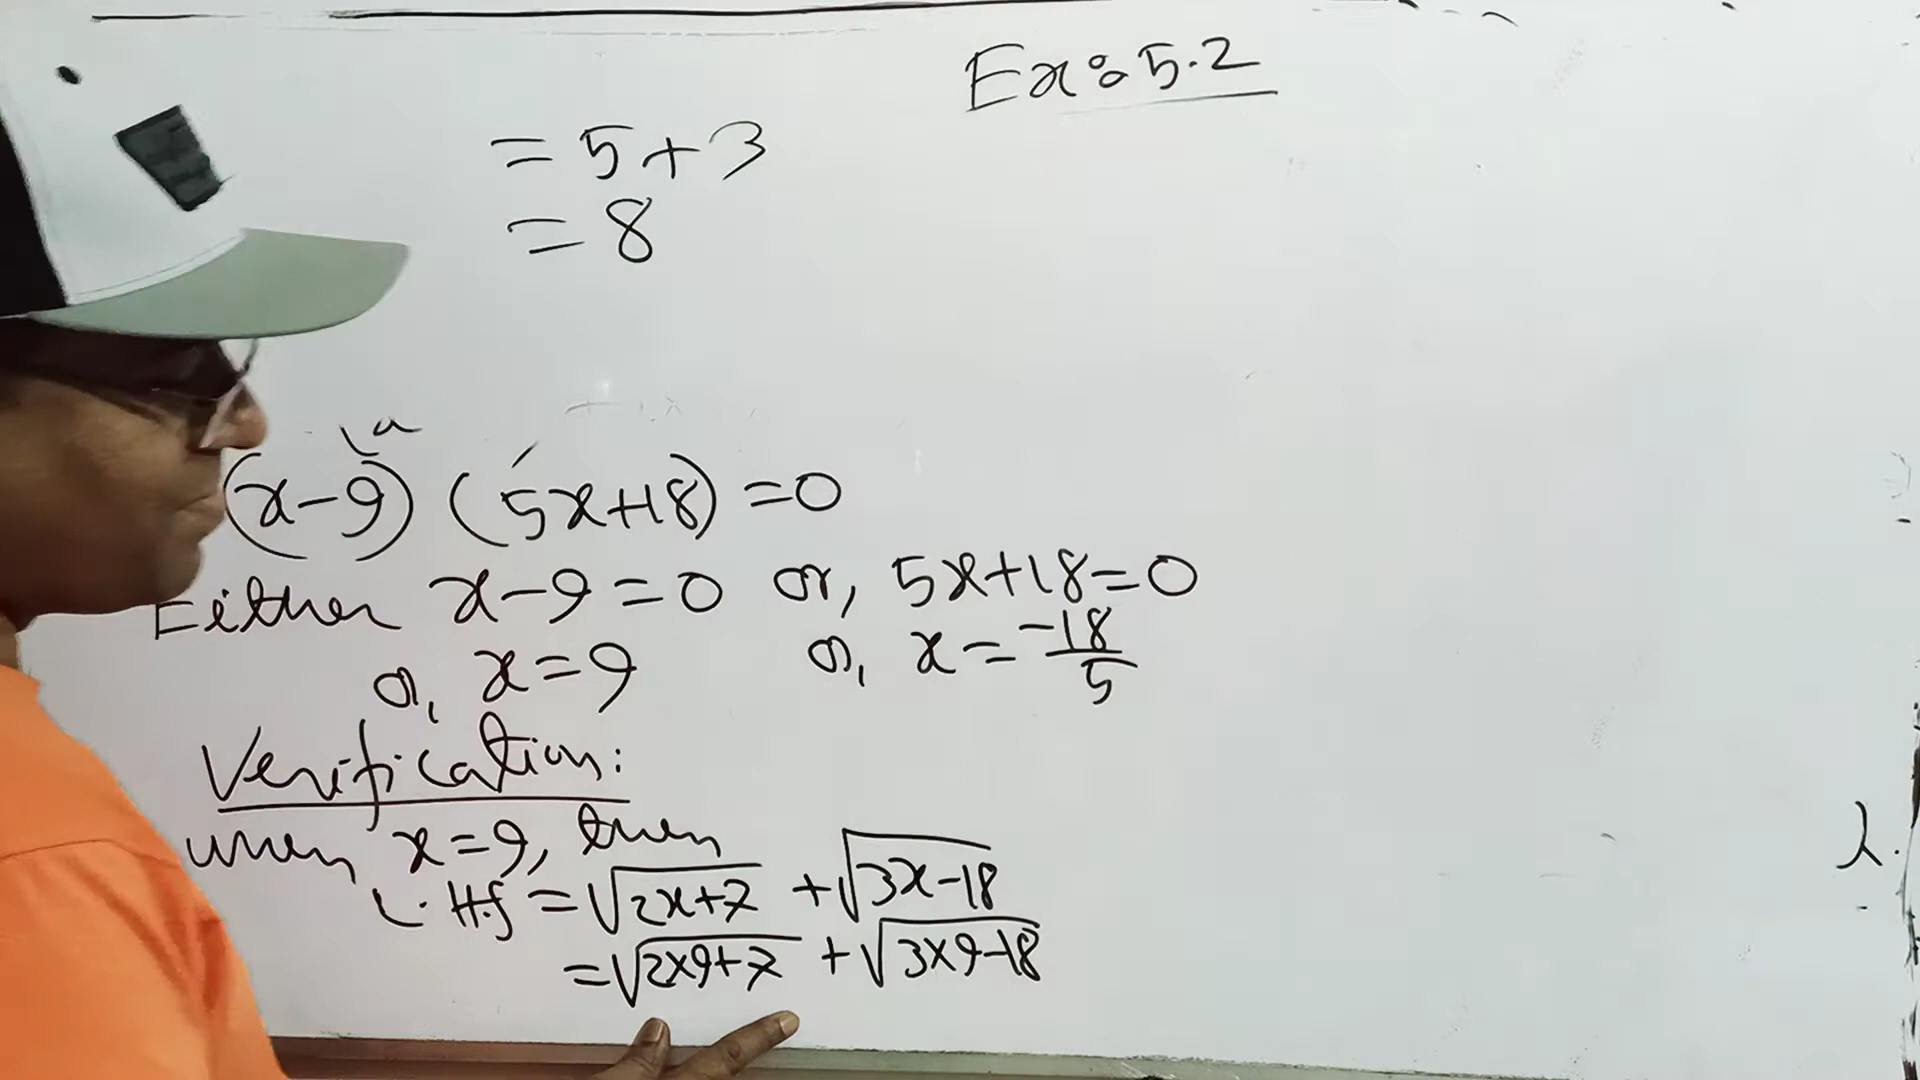 Ex: 5.2
= 5+3
= 8
(x-9) (5x+18) =0
Either x-9=0 or, 5x+18=0
or, x=9 or, x= -18/5
Verification:
when x=9, then
L.H.S = √(2x+7) + √(3x-18)
= √(2×9+7) + √(3×9-18)